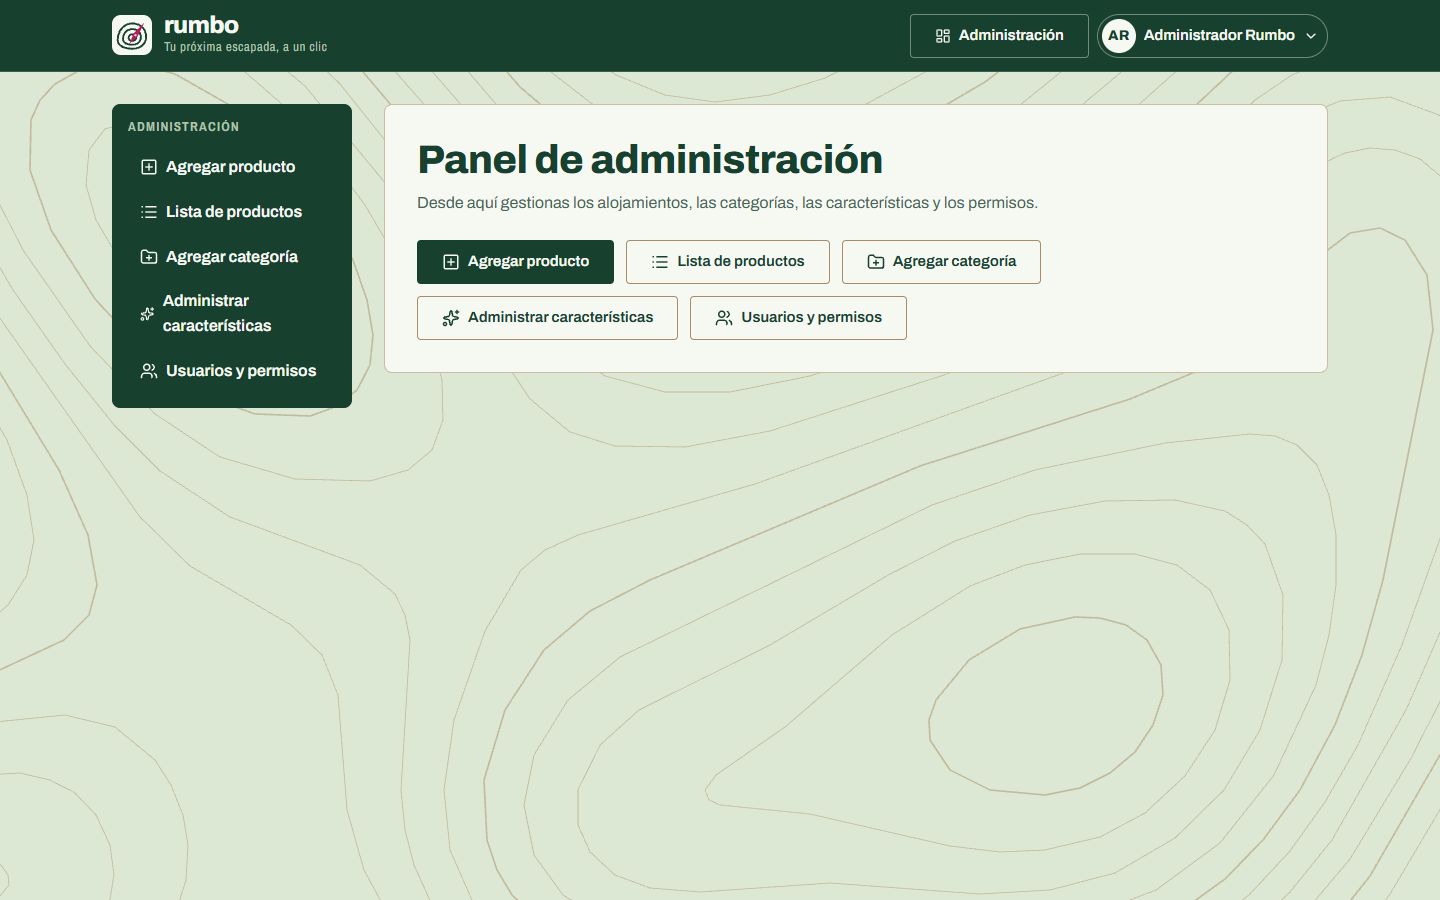 rumbo
Tu próxima escapada, a un clic
Administración
AR
Administrador Rumbo
ADMINISTRACIÓN
Agregar producto
Lista de productos
Agregar categoría
Administrar
características
Usuarios y permisos
Panel de administración
Desde aquí gestionas los alojamientos, las categorías, las características y los permisos.
Agregar producto
Lista de productos
Agregar categoría
Administrar características
Usuarios y permisos